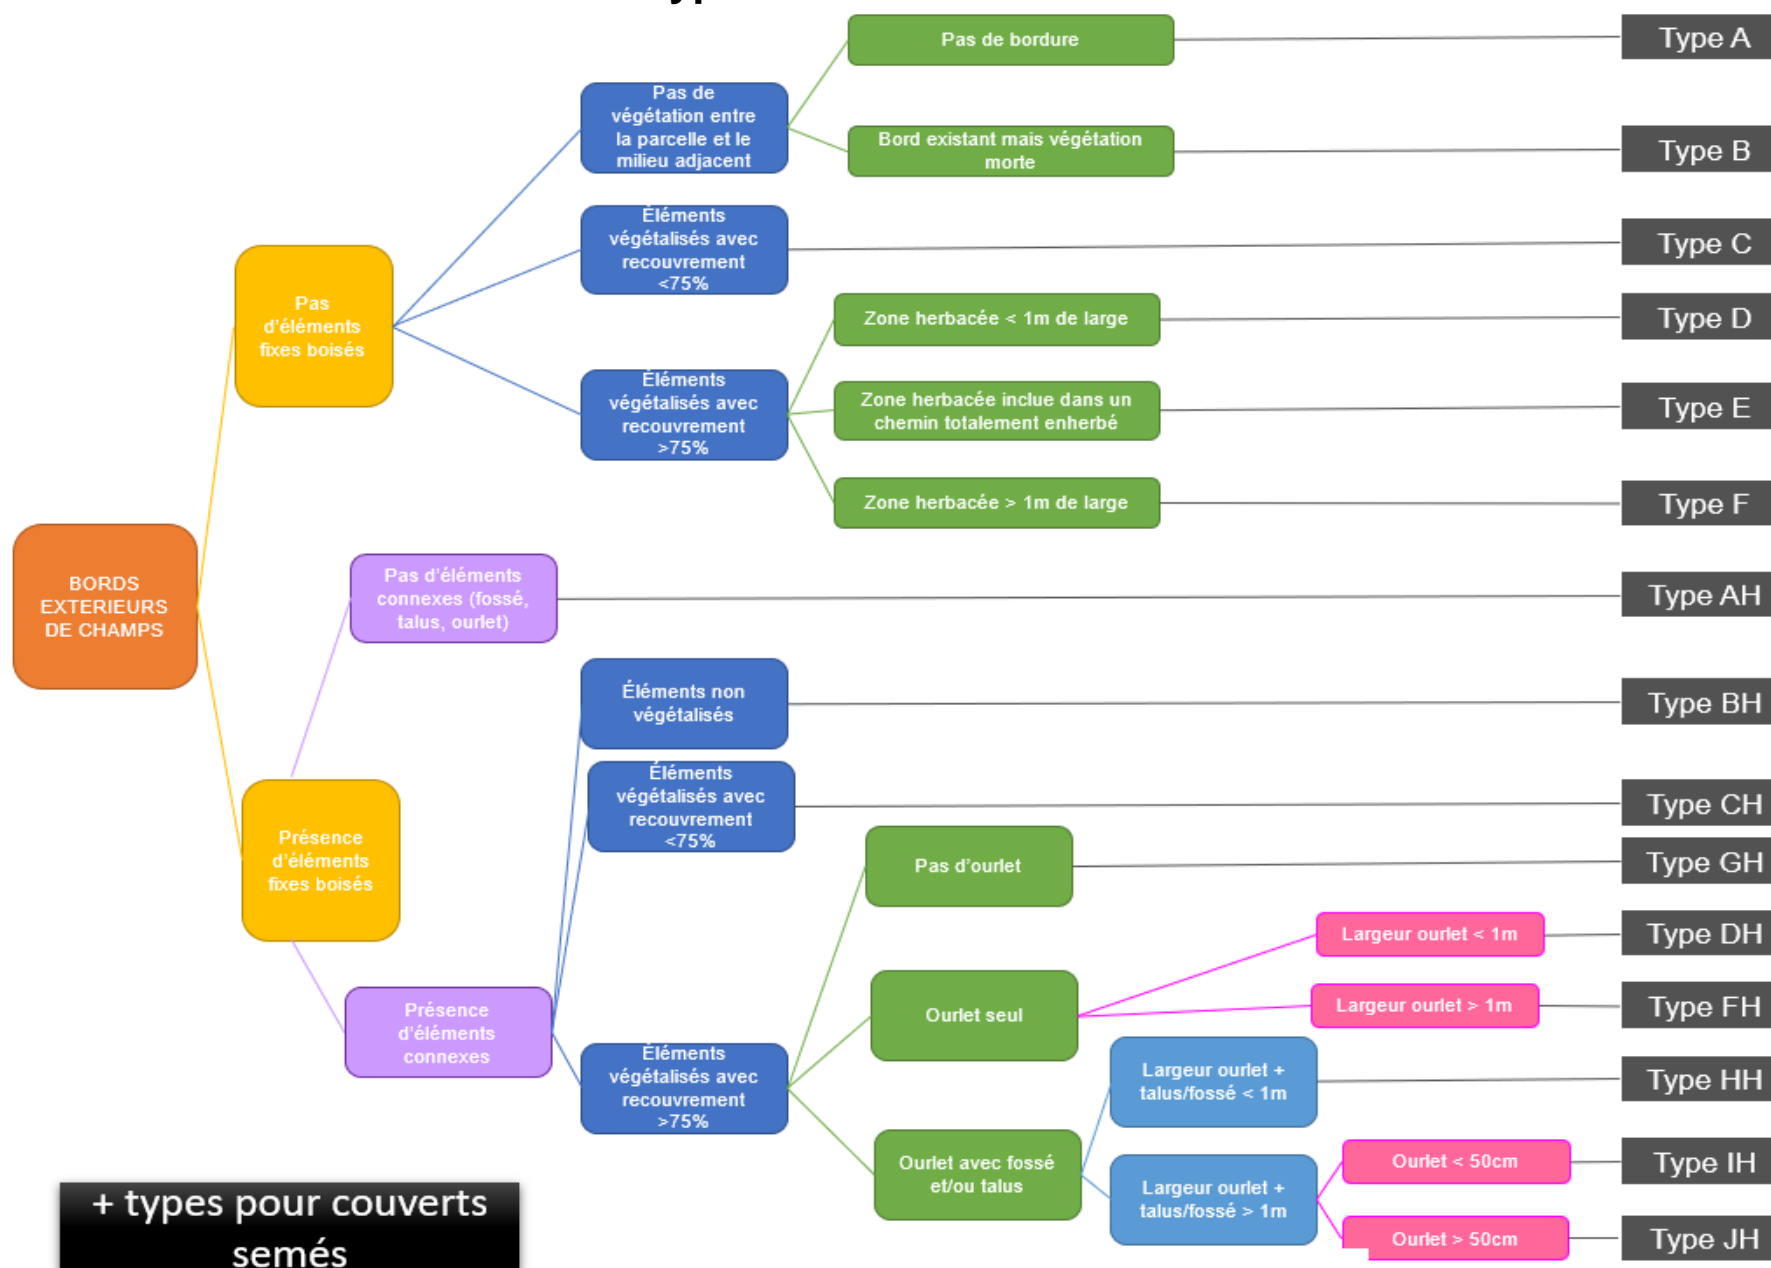 Pas de bordure
Type A
Pas de
végétation entre
la parcelle et le
milieu adjacent
Bord existant mais végétation
morte
Type B
Éléments
végétalisés avec
recouvrement
<75%
Type C
Pas
d'éléments
fixes boisés
Zone herbacée < 1m de large
Type D
Éléments
végétalisés avec
recouvrement
>75%
Zone herbacée inclue dans un
chemin totalement enherbé
Type E
Zone herbacée > 1m de large
Type F
BORDS
EXTERIEURS
DE CHAMPS
Pas d'éléments
connexes (fossé,
talus, ourlet)
Type AH
Éléments non
végétalisés
Type BH
Éléments
végétalisés avec
recouvrement
<75%
Type CH
Présence
d'éléments
fixes boisés
Pas d'ourlet
Type GH
Largeur ourlet < 1m
Type DH
Ourlet seul
Largeur ourlet > 1m
Type FH
Présence
d'éléments
connexes
Éléments
végétalisés avec
recouvrement
>75%
Largeur ourlet +
talus/fossé < 1m
Type HH
Ourlet avec fossé
et/ou talus
Largeur ourlet +
talus/fossé > 1m
Ourlet < 50cm
Type IH
Ourlet > 50cm
Type JH
+ types pour couverts
semés